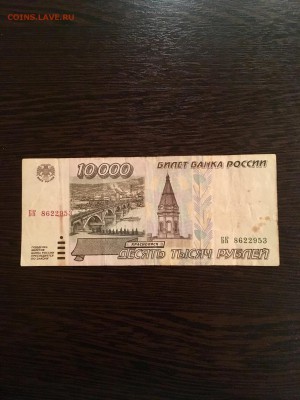 COINS.LAVE.RU
10 000
БИЛЕТ БАНКА РОССИИ
БК 8622953
БК 8622953
КРАСНОЯРСК
ДЕСЯТЬ ТЫСЯЧ РУБЛЕЙ